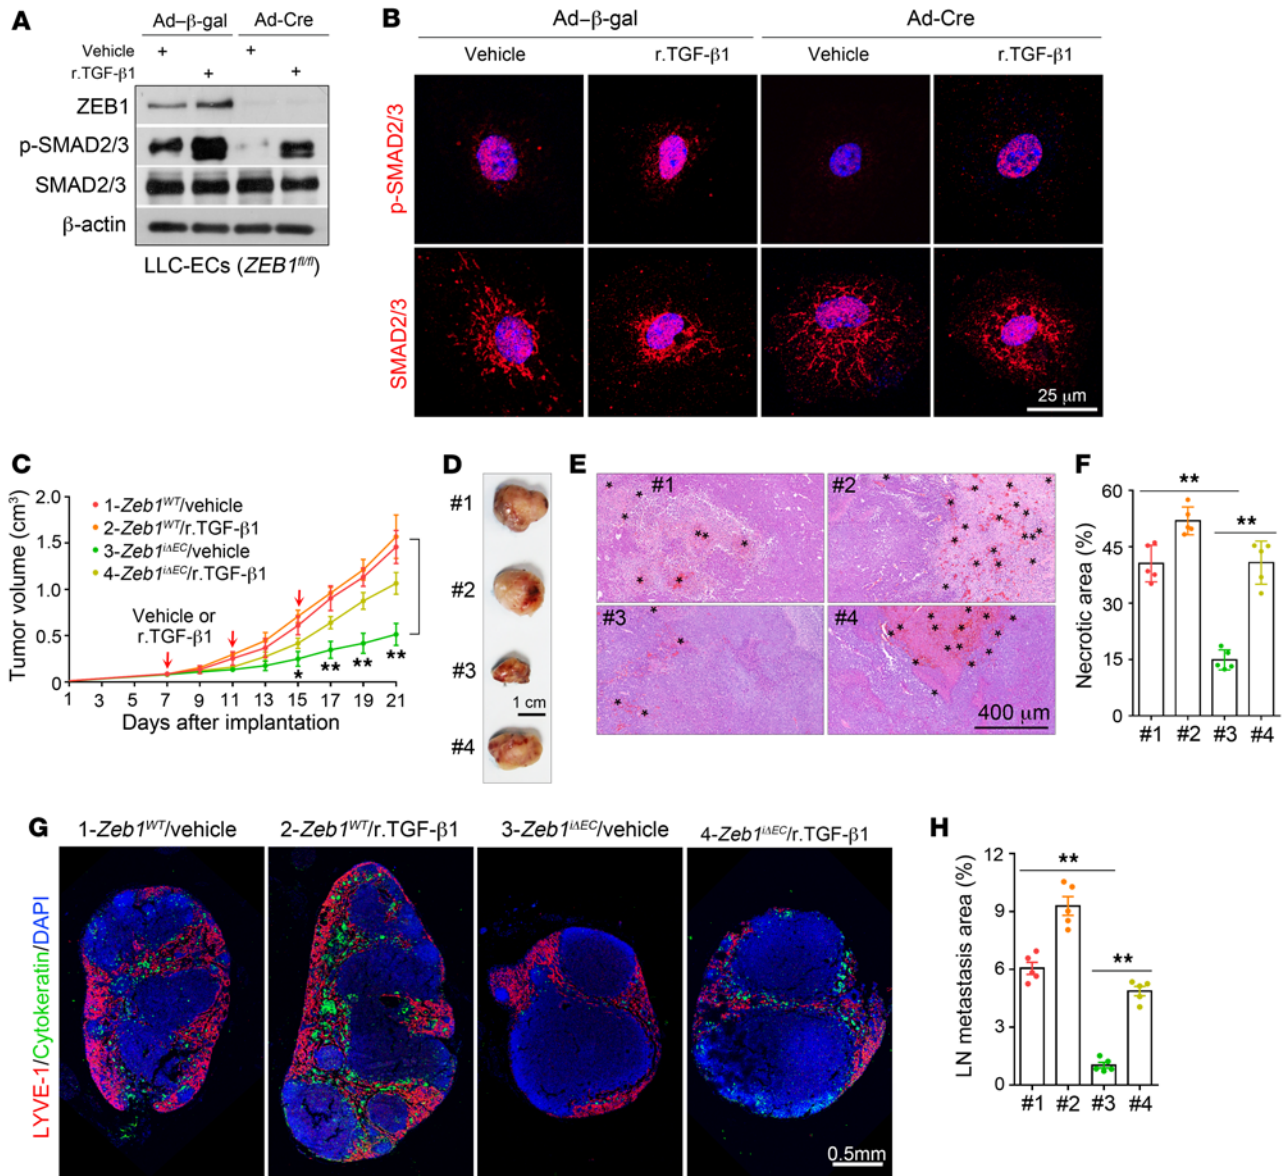 A
Ad–β-gal Ad-Cre
Vehicle + +
r.TGF-β1 + +
ZEB1
p-SMAD2/3
SMAD2/3
β-actin
LLC-ECs (ZEB1fl/fl)
B
Ad–β-gal Ad-Cre
Vehicle r.TGF-β1 Vehicle r.TGF-β1
p-SMAD2/3
SMAD2/3
25 μm
C
Tumor volume (cm³)
2.0
1.5
1.0
0.5
0
1-Zeb1WT/vehicle
2-Zeb1WT/r.TGF-β1
3-Zeb1iΔEC/vehicle
4-Zeb1iΔEC/r.TGF-β1
Vehicle or
r.TGF-β1
* ** ** **
1 3 5 7 9 11 13 15 17 19 21
Days after implantation
D
#1
#2
#3
1 cm
#4
E
#1 #2
#3 #4
400 μm
F
Necrotic area (%)
60
45
30
15
0
**
**
#1 #2 #3 #4
G
1-Zeb1WT/vehicle 2-Zeb1WT/r.TGF-β1 3-Zeb1iΔEC/vehicle 4-Zeb1iΔEC/r.TGF-β1
LYVE-1/Cytokeratin/DAPI
0.5mm
H
LN metastasis area (%)
12
9
6
3
0
**
**
#1 #2 #3 #4